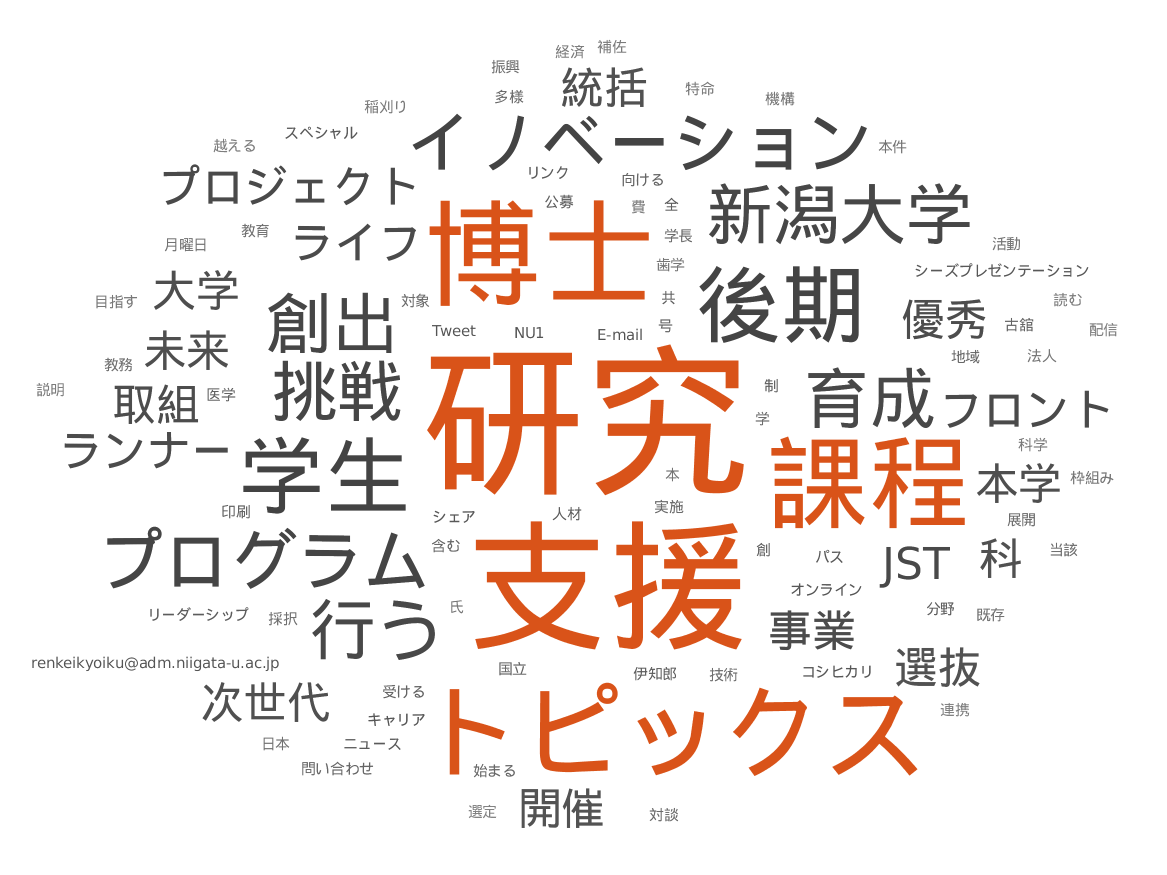 経済 補佐
振興 統括 特命
多様 機構
稲刈り
スペシャル イノベーション 本件
越える
プロジェクト リンク 向ける
公募 費 全 新潟大学
教育 ライフ 博士 学長 活動
月曜日 歯学 シーズプレゼンテーション
目指す 大学 対象 共 後期 読む
創出 Tweet NU1 E-mail 号 優秀 古舘 配信
未来 地域 法人
教務
説明 取組 医学 挑戦 研究 制 育成 フロント
学
ランナー 学生 課程 科学
本 本学 枠組み
印刷 シェア 人材 実施 展開
プログラム 含む 支援 創 パス JST 科 当該
オンライン
リーダーシップ 採択 行う 氏 事業 分野 既存
renkeikyoiku@adm.niigata-u.ac.jp 国立 伊知郎 技術 コシヒカリ 選抜
次世代 受ける トピックス 連携
キャリア
日本 ニュース
問い合わせ 始まる
選定 開催 対談